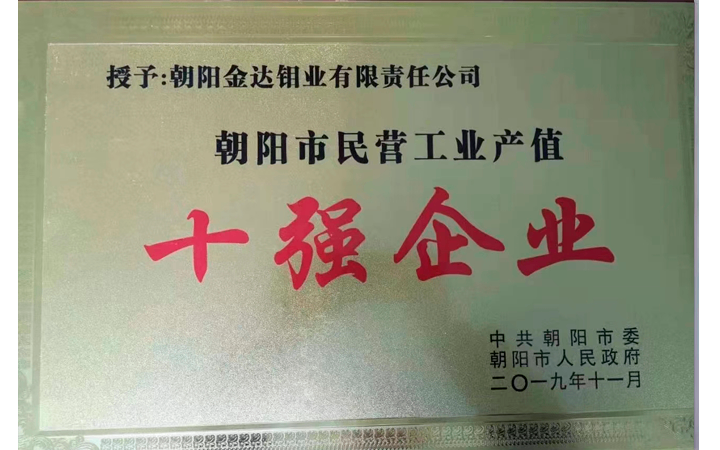 授予:朝阳金达钼业有限责任公司
朝阳市民营工业产值
十强企业
中共朝阳市委
朝阳市人民政府
二〇一九年十一月